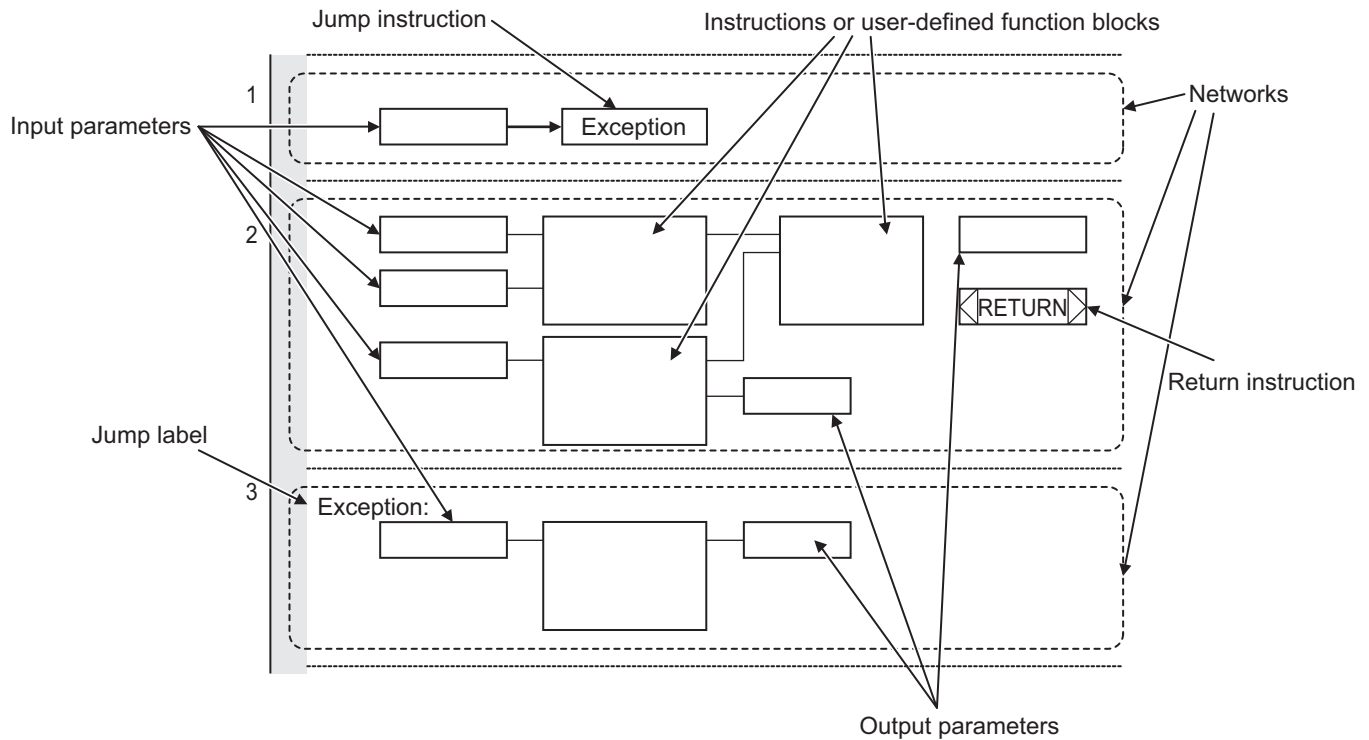 Jump instruction
Instructions or user-defined function blocks
1
Networks
Input parameters
Exception
2
RETURN
Return instruction
Jump label
3
Exception:
Output parameters